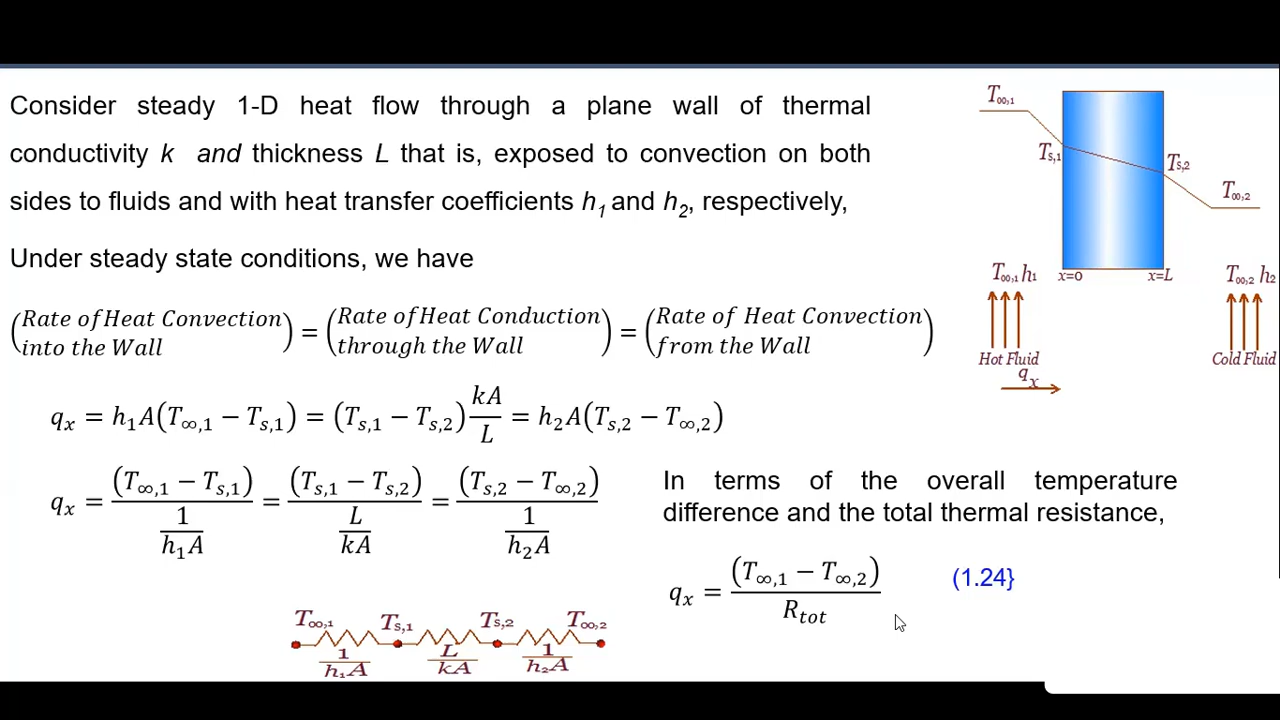 Consider steady 1-D heat flow through a plane wall of thermal
conductivity k and thickness L that is, exposed to convection on both
sides to fluids and with heat transfer coefficients h₁ and h₂, respectively,
Under steady state conditions, we have
(Rate of Heat Convection into the Wall) = (Rate of Heat Conduction through the Wall) = (Rate of Heat Convection from the Wall)
qₓ = h₁A(T∞,₁ − Tₛ,₁) = (Tₛ,₁ − Tₛ,₂) kA/L = h₂A(Tₛ,₂ − T∞,₂)
qₓ = (T∞,₁ − Tₛ,₁) / (1/h₁A) = (Tₛ,₁ − Tₛ,₂) / (L/kA) = (Tₛ,₂ − T∞,₂) / (1/h₂A)
In terms of the overall temperature
difference and the total thermal resistance,
qₓ = (T∞,₁ − T∞,₂) / R_tot (1.24}
T∞,₁ Tₛ,₁ Tₛ,₂ T∞,₂
1/h₁A L/kA 1/h₂A
T∞,₁
Tₛ,₁
Tₛ,₂
T∞,₂
x=0 x=L
T∞,₁ h₁
Hot Fluid
qₓ
T∞,₂ h₂
Cold Fluid